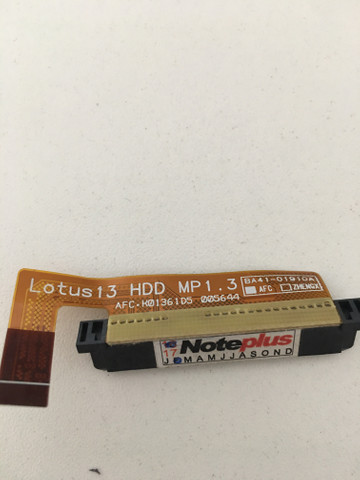 Lotus13 HDD MP1.3
BA41-01910A
AFC ZHENGX
AFC·K01361D5 005644
17 Noteplus
J MAMJJASOND